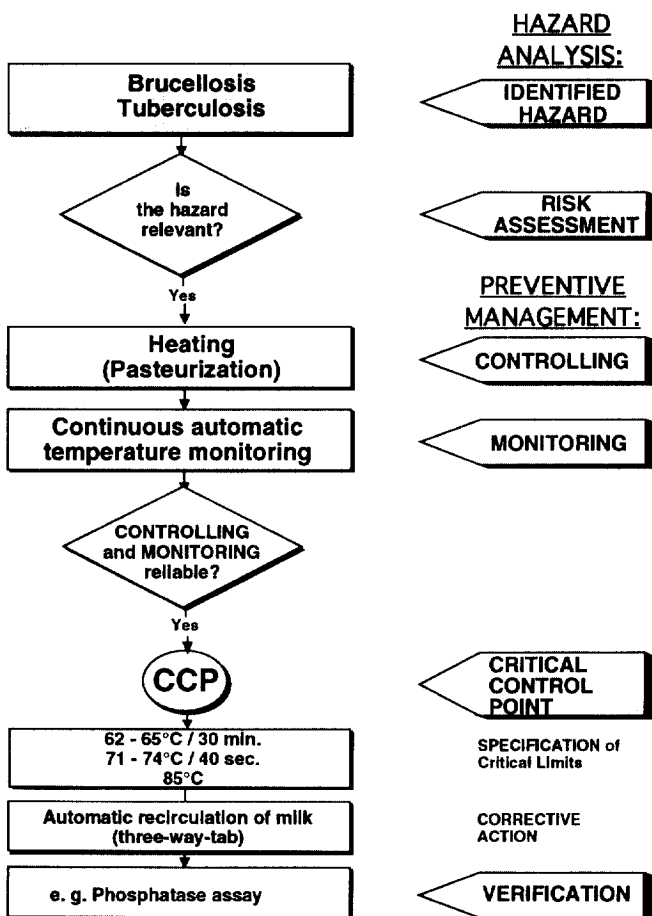 HAZARD
ANALYSIS:
Brucellosis
Tuberculosis
IDENTIFIED
HAZARD
Is
the hazard
relevant?
RISK
ASSESSMENT
Yes
PREVENTIVE
MANAGEMENT:
Heating
(Pasteurization)
CONTROLLING
Continuous automatic
temperature monitoring
MONITORING
CONTROLLING
and MONITORING
reliable?
Yes
CCP
CRITICAL
CONTROL
POINT
62 - 65°C / 30 min.
71 - 74°C / 40 sec.
85°C
SPECIFICATION of
Critical Limits
Automatic recirculation of milk
(three-way-tab)
CORRECTIVE
ACTION
e. g. Phosphatase assay
VERIFICATION